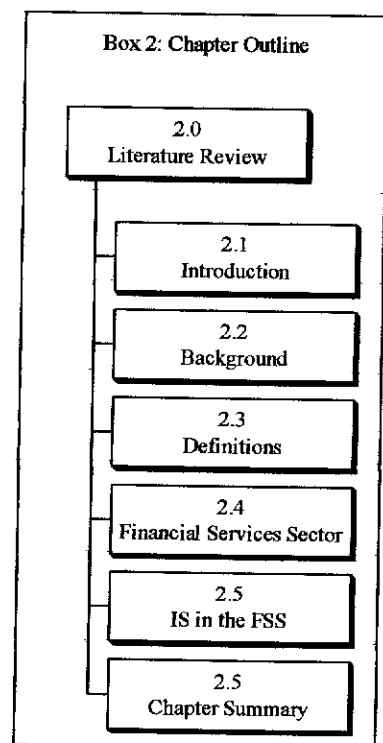 Box 2: Chapter Outline
2.0
Literature Review
2.1
Introduction
2.2
Background
2.3
Definitions
2.4
Financial Services Sector
2.5
IS in the FSS
2.5
Chapter Summary